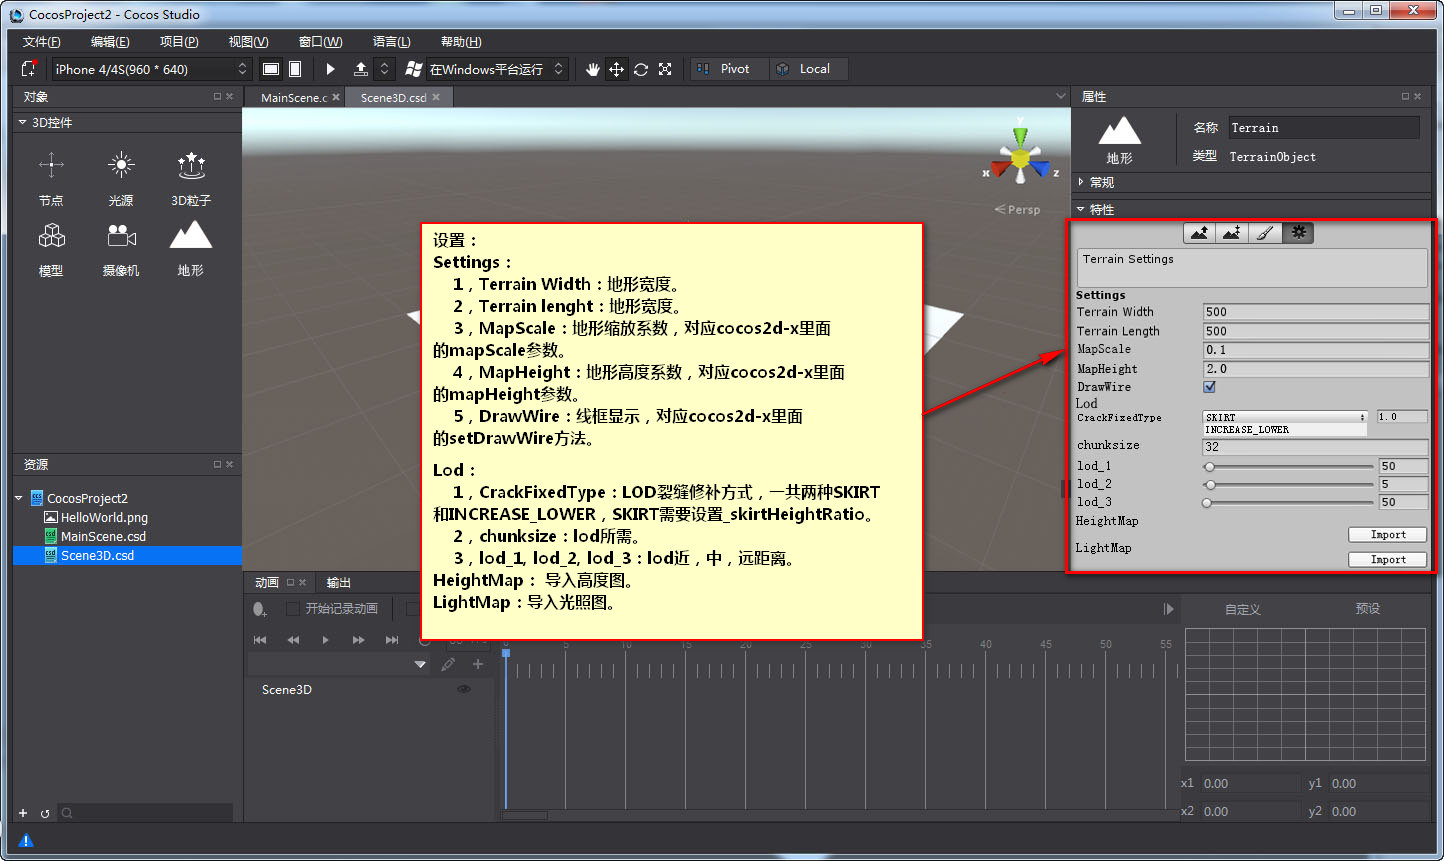 CocosProject2 - Cocos Studio
文件(F) 编辑(E) 项目(P) 视图(V) 窗口(W) 语言(L) 帮助(H)
iPhone 4/4S(960 * 640) 在Windows平台运行 Pivot Local
对象
3D控件
节点 光源 3D粒子
模型 摄像机 地形
资源
CocosProject2
HelloWorld.png
MainScene.csd
Scene3D.csd
MainScene.c Scene3D.csd
y
x z
Persp
设置：
Settings：
1，Terrain Width：地形宽度。
2，Terrain lenght：地形宽度。
3，MapScale：地形缩放系数，对应cocos2d-x里面
的mapScale参数。
4，MapHeight：地形高度系数，对应cocos2d-x里面
的mapHeight参数。
5，DrawWire：线框显示，对应cocos2d-x里面
的setDrawWire方法。
Lod：
1，CrackFixedType：LOD裂缝修补方式，一共两种SKIRT
和INCREASE_LOWER，SKIRT需要设置_skirtHeightRatio。
2，chunksize：lod所需。
3，lod_1, lod_2, lod_3：lod近，中，远距离。
HeightMap： 导入高度图。
LightMap：导入光照图。
属性
地形
名称 Terrain
类型 TerrainObject
常规
特性
Terrain Settings
Settings
Terrain Width 500
Terrain Length 500
MapScale 0.1
MapHeight 2.0
DrawWire
Lod
CrackFixedType SKIRT 1.0
INCREASE_LOWER
chunksize 32
lod_1 50
lod_2 5
lod_3 50
HeightMap
Import
LightMap
Import
动画 输出
开始记录动画
0 5 10 15 20 25 30 35 40 45 50 55
Scene3D
自定义 预设
x1 0.00 y1 0.00
x2 0.00 y2 0.00